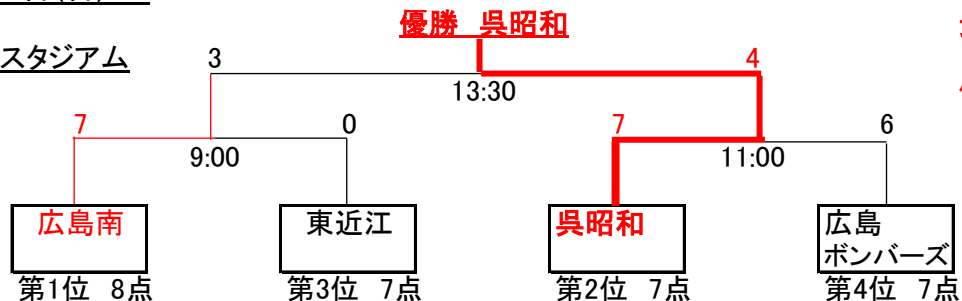 優勝 呉昭和
スタジアム
3
4
13:30
7
0
7
6
9:00
11:00
広島南
東近江
呉昭和
広島
ボンバーズ
第1位 8点
第3位 7点
第2位 7点
第4位 7点